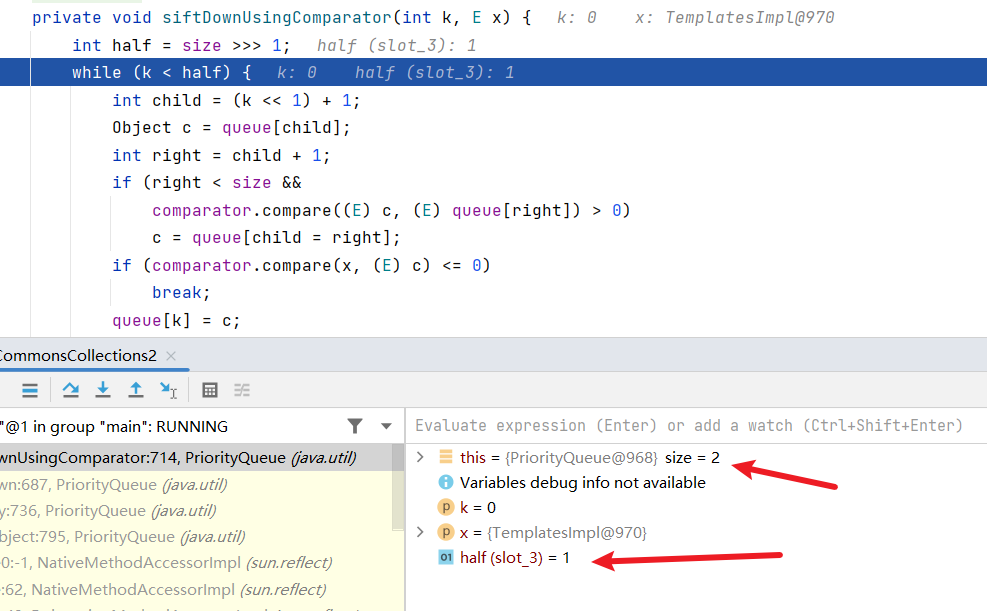 private void siftDownUsingComparator(int k, E x) { k: 0 x: TemplatesImpl@970
int half = size >>> 1; half (slot_3): 1
while (k < half) { k: 0 half (slot_3): 1
int child = (k << 1) + 1;
Object c = queue[child];
int right = child + 1;
if (right < size &&
comparator.compare((E) c, (E) queue[right]) > 0)
c = queue[child = right];
if (comparator.compare(x, (E) c) <= 0)
break;
queue[k] = c;
CommonsCollections2
"@1 in group "main": RUNNING
Evaluate expression (Enter) or add a watch (Ctrl+Shift+Enter)
wnUsingComparator:714, PriorityQueue (java.util)
this = {PriorityQueue@968} size = 2
wn:687, PriorityQueue (java.util)
Variables debug info not available
y:736, PriorityQueue (java.util)
p k = 0
bject:795, PriorityQueue (java.util)
p x = {TemplatesImpl@970}
e0:-1, NativeMethodAccessorImpl (sun.reflect)
01 half (slot_3) = 1
:62, NativeMethodAccessorImpl (sun.reflect)